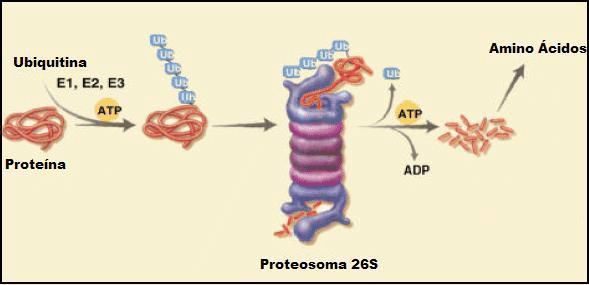 Ubiquitina
E1, E2, E3
ATP
Proteína
Ub
Ub
Ub
Ub
Ub
Ub
Ub
Ub
Ub
Proteosoma 26S
Ub
ATP
ADP
Amino Ácidos